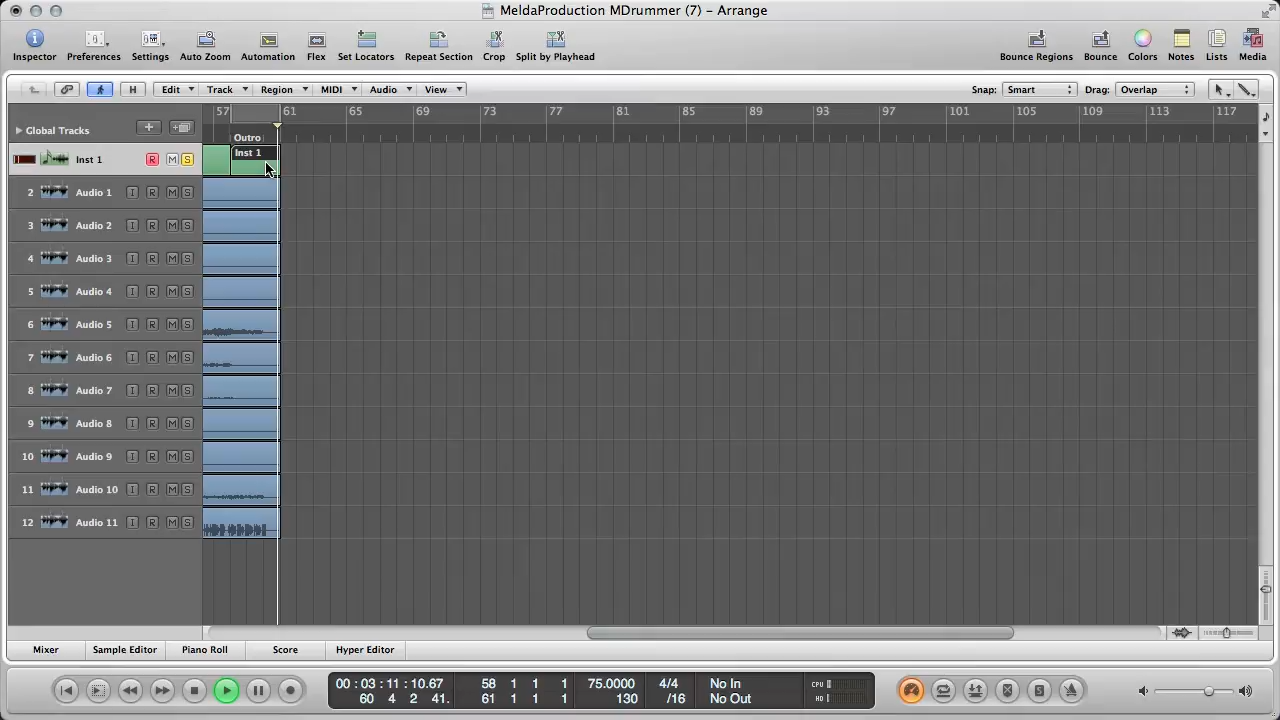 MeldaProduction MDrummer (7) – Arrange
Inspector Preferences Settings Auto Zoom Automation Flex Set Locators Repeat Section Crop Split by Playhead Bounce Regions Bounce Colors Notes Lists Media
H Edit Track Region MIDI Audio View Snap: Smart Drag: Overlap
57 61 65 69 73 77 81 85 89 93 97 101 105 109 113 117
Global Tracks
Outro
Inst 1 R M S Inst 1
2 Audio 1 I R M S
3 Audio 2 I R M S
4 Audio 3 I R M S
5 Audio 4 I R M S
6 Audio 5 I R M S
7 Audio 6 I R M S
8 Audio 7 I R M S
9 Audio 8 I R M S
10 Audio 9 I R M S
11 Audio 10 I R M S
12 Audio 11 I R M S
Mixer Sample Editor Piano Roll Score Hyper Editor
00 : 03 : 11 : 10.67 58 1 1 1 75.0000 4/4 No In CPU
60 4 2 41. 61 1 1 1 130 /16 No Out HD
S